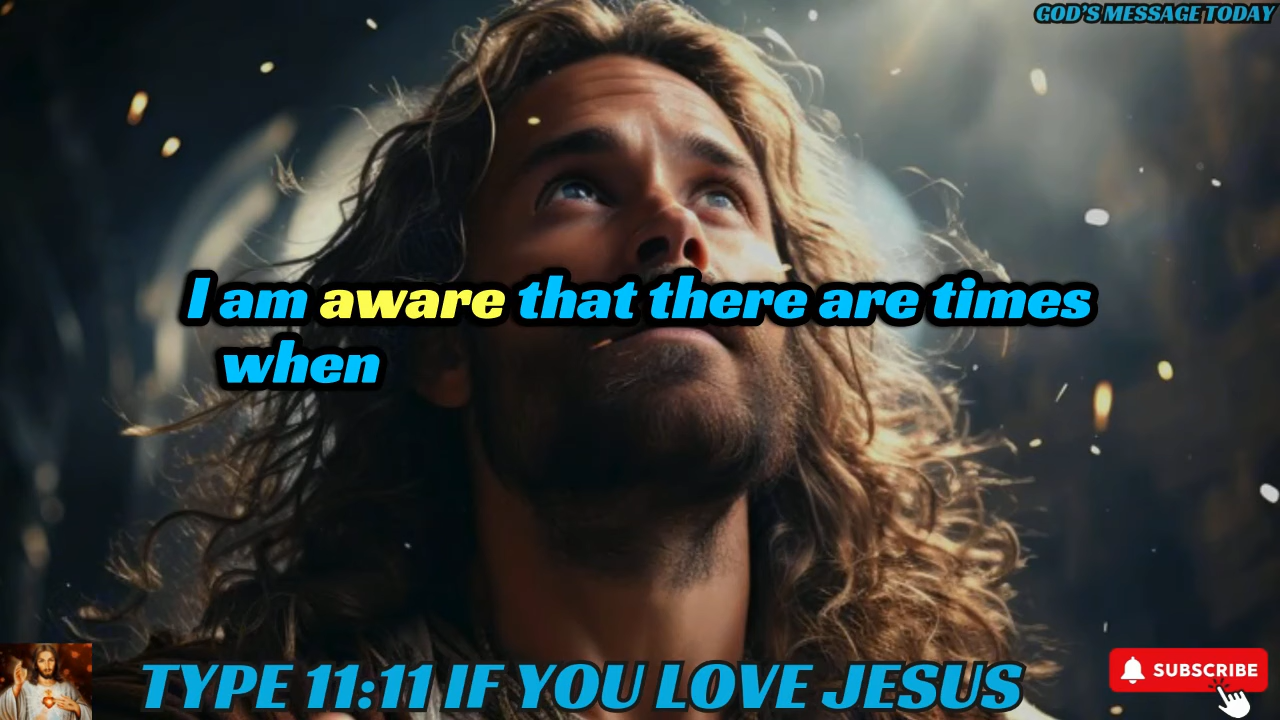 GOD'S MESSAGE TODAY
I am aware that there are times
when
TYPE 11:11 IF YOU LOVE JESUS
SUBSCRIBE